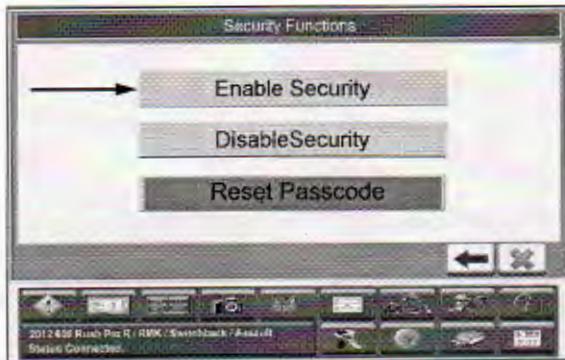 Security Functions
Enable Security
DisableSecurity
Reset Passcode
2012 600 Rush Pro R / RMK / Switchback / Assault
Status Connected.